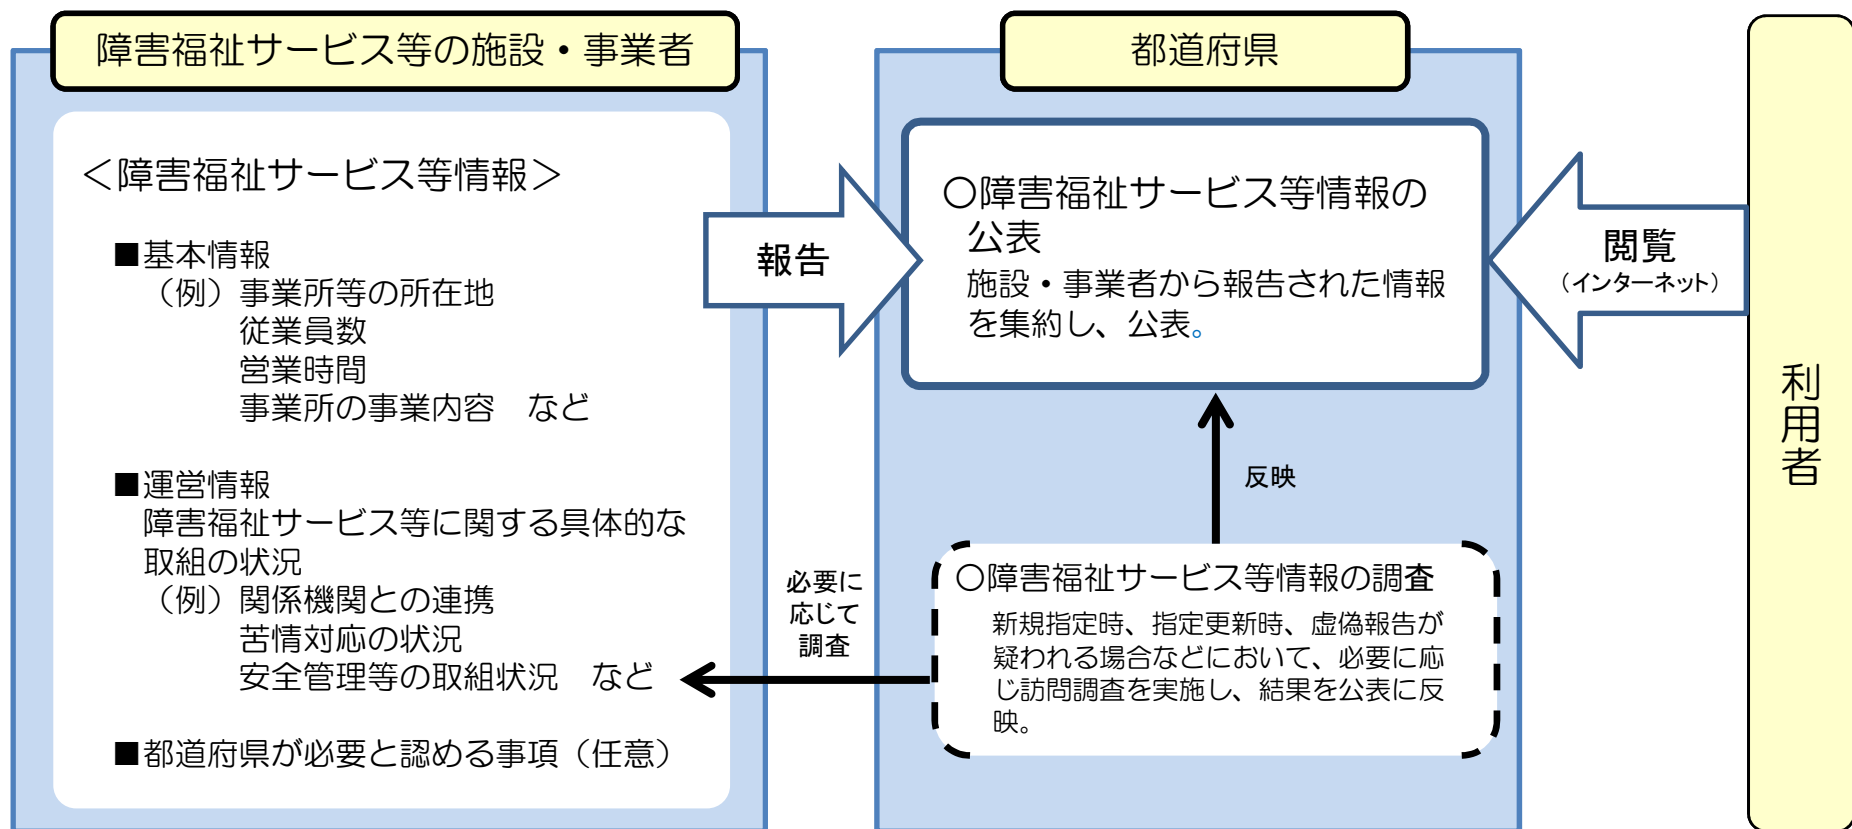 障害福祉サービス等の施設・事業者
＜障害福祉サービス等情報＞
■基本情報
（例）事業所等の所在地
従業員数
営業時間
事業所の事業内容　など
■運営情報
障害福祉サービス等に関する具体的な
取組の状況
（例）関係機関との連携
苦情対応の状況
安全管理等の取組状況　など
■都道府県が必要と認める事項（任意）
報告
必要に
応じて
調査
都道府県
○障害福祉サービス等情報の
公表
施設・事業者から報告された情報
を集約し、公表。
反映
○障害福祉サービス等情報の調査
新規指定時、指定更新時、虚偽報告が
疑われる場合などにおいて、必要に応
じ訪問調査を実施し、結果を公表に反
映。
閲覧
（インターネット）
利用者